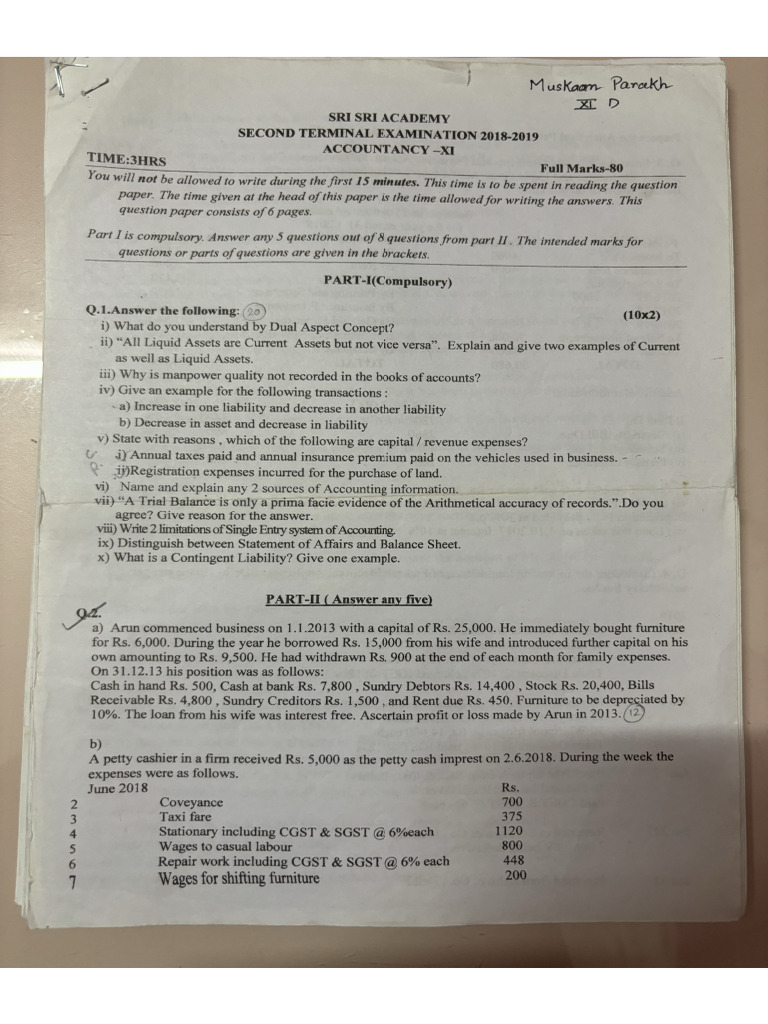 Muskaan Parakh
XI D
SRI SRI ACADEMY
SECOND TERMINAL EXAMINATION 2018-2019
ACCOUNTANCY –XI
TIME:3HRS
Full Marks-80
You will not be allowed to write during the first 15 minutes. This time is to be spent in reading the question
paper. The time given at the head of this paper is the time allowed for writing the answers. This
question paper consists of 6 pages.
Part I is compulsory. Answer any 5 questions out of 8 questions from part II . The intended marks for
questions or parts of questions are given in the brackets.
PART-I(Compulsory)
Q.1.Answer the following: 20 (10x2)
i) What do you understand by Dual Aspect Concept?
ii) “All Liquid Assets are Current Assets but not vice versa”. Explain and give two examples of Current
as well as Liquid Assets.
iii) Why is manpower quality not recorded in the books of accounts?
iv) Give an example for the following transactions :
a) Increase in one liability and decrease in another liability
b) Decrease in asset and decrease in liability
v) State with reasons , which of the following are capital / revenue expenses?
i) Annual taxes paid and annual insurance premium paid on the vehicles used in business.
ii)Registration expenses incurred for the purchase of land.
vi) Name and explain any 2 sources of Accounting information.
vii) “A Trial Balance is only a prima facie evidence of the Arithmetical accuracy of records.”.Do you
agree? Give reason for the answer.
viii) Write 2 limitations of Single Entry system of Accounting.
ix) Distinguish between Statement of Affairs and Balance Sheet.
x) What is a Contingent Liability? Give one example.
PART-II ( Answer any five)
Q.2.
a) Arun commenced business on 1.1.2013 with a capital of Rs. 25,000. He immediately bought furniture
for Rs. 6,000. During the year he borrowed Rs. 15,000 from his wife and introduced further capital on his
own amounting to Rs. 9,500. He had withdrawn Rs. 900 at the end of each month for family expenses.
On 31.12.13 his position was as follows:
Cash in hand Rs. 500, Cash at bank Rs. 7,800 , Sundry Debtors Rs. 14,400 , Stock Rs. 20,400, Bills
Receivable Rs. 4,800 , Sundry Creditors Rs. 1,500 , and Rent due Rs. 450. Furniture to be depreciated by
10%. The loan from his wife was interest free. Ascertain profit or loss made by Arun in 2013. 12
b)
A petty cashier in a firm received Rs. 5,000 as the petty cash imprest on 2.6.2018. During the week the
expenses were as follows.
June 2018 Rs.
2 Coveyance 700
3 Taxi fare 375
4 Stationary including CGST & SGST @ 6%each 1120
5 Wages to casual labour 800
6 Repair work including CGST & SGST @ 6% each 448
7 Wages for shifting furniture 200